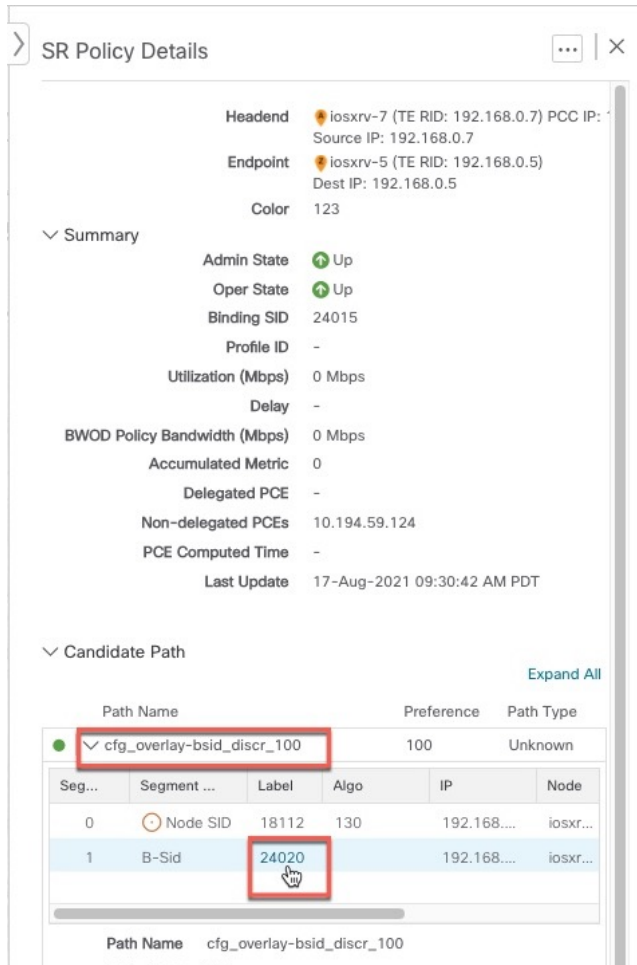 SR Policy Details
Headend iosxrv-7 (TE RID: 192.168.0.7) PCC IP:
Source IP: 192.168.0.7
Endpoint iosxrv-5 (TE RID: 192.168.0.5)
Dest IP: 192.168.0.5
Color 123
Summary
Admin State Up
Oper State Up
Binding SID 24015
Profile ID -
Utilization (Mbps) 0 Mbps
Delay -
BWOD Policy Bandwidth (Mbps) 0 Mbps
Accumulated Metric 0
Delegated PCE -
Non-delegated PCEs 10.194.59.124
PCE Computed Time -
Last Update 17-Aug-2021 09:30:42 AM PDT
Candidate Path
Expand All
Path Name Preference Path Type
cfg_overlay-bsid_discr_100 100 Unknown
Seg... Segment ... Label Algo IP Node
0 Node SID 18112 130 192.168.... iosxr...
1 B-Sid 24020 192.168.... iosxr...
Path Name cfg_overlay-bsid_discr_100